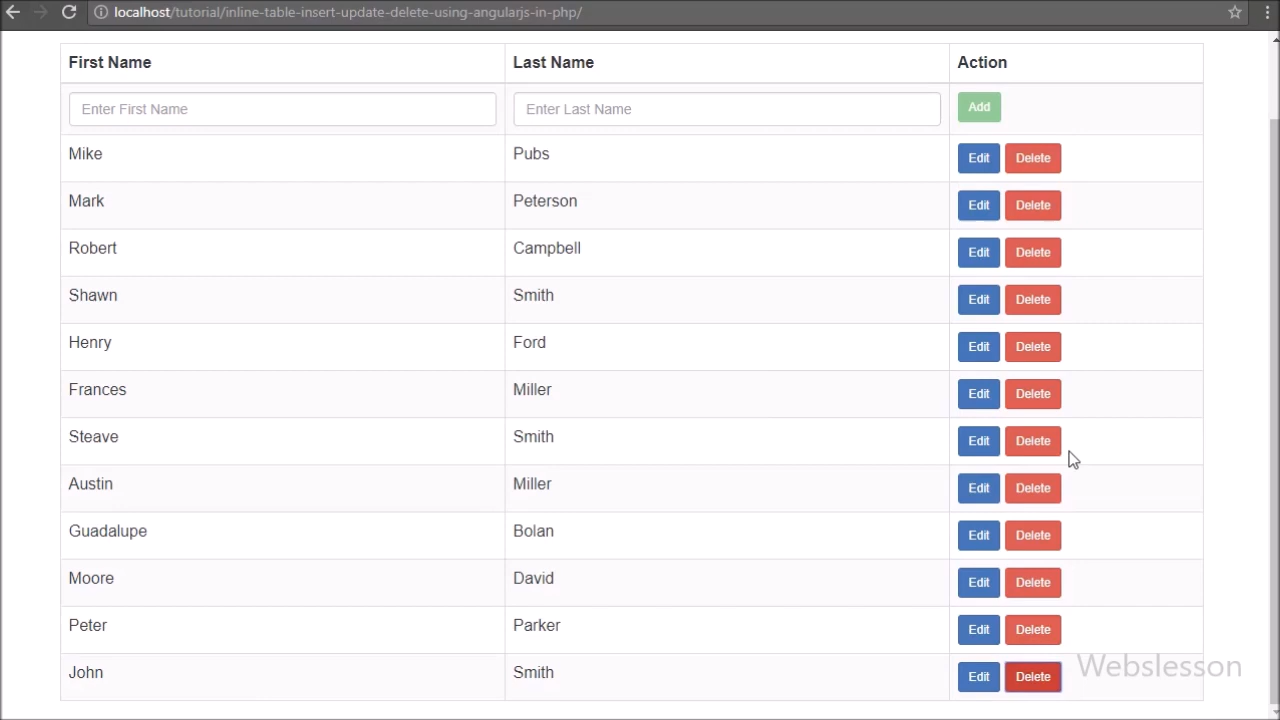 localhost/tutorial/inline-table-insert-update-delete-using-angularjs-in-php/
First Name Last Name Action
Enter First Name Enter Last Name Add
Mike Pubs Edit Delete
Mark Peterson Edit Delete
Robert Campbell Edit Delete
Shawn Smith Edit Delete
Henry Ford Edit Delete
Frances Miller Edit Delete
Steave Smith Edit Delete
Austin Miller Edit Delete
Guadalupe Bolan Edit Delete
Moore David Edit Delete
Peter Parker Edit Delete
John Smith Edit Delete
Webslesson